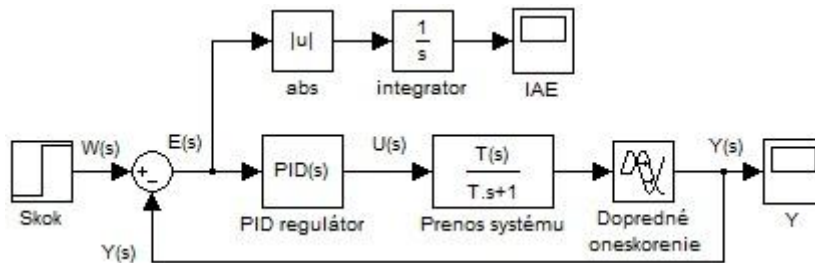 |u|
1
s
abs
integrator
IAE
W(s)
E(s)
U(s)
Y(s)
+
−
PID(s)
T(s)
T.s+1
Skok
PID regulátor
Prenos systému
Dopredné
oneskorenie
Y
Y(s)